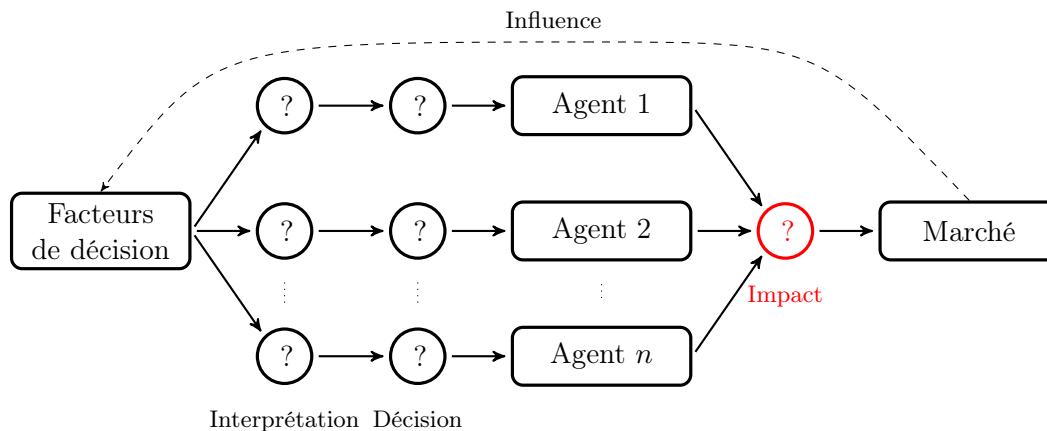 Influence
? ? Agent 1
Facteurs
de décision
? ? Agent 2 ? Marché
Impact
? ? Agent n
Interprétation Décision